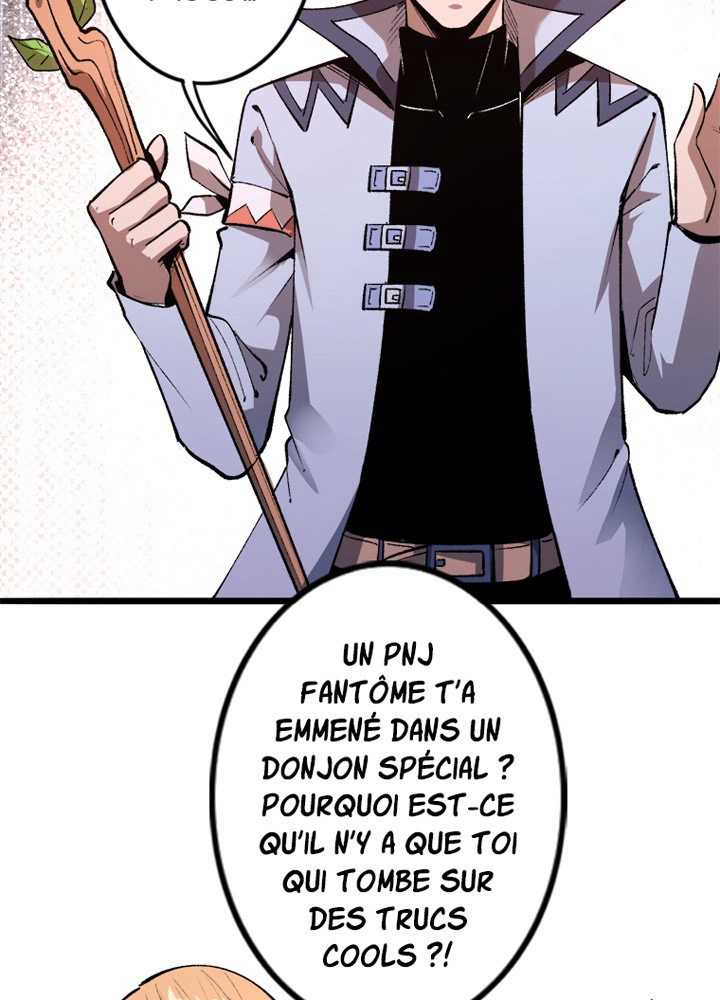 UN PNJ
FANTÔME T'A
EMMENÉ DANS UN
DONJON SPÉCIAL ?
POURQUOI EST-CE
QU'IL N'Y A QUE TOI
QUI TOMBE SUR
DES TRUCS
COOLS ?!